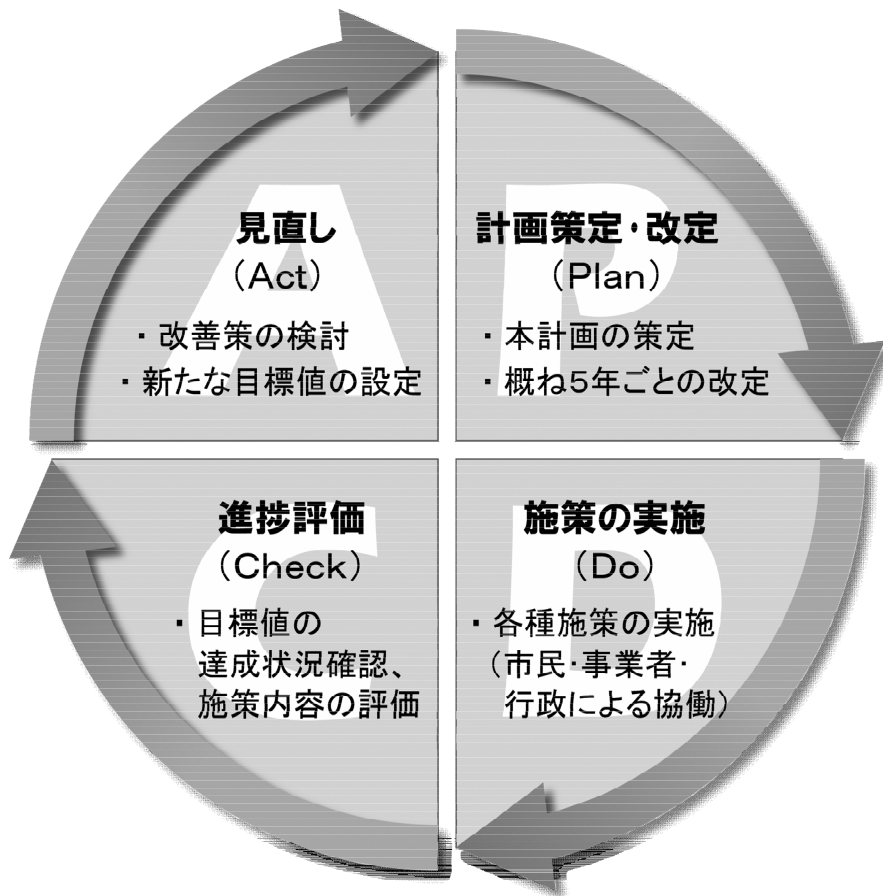 A
見直し
（Act）
・改善策の検討
・新たな目標値の設定
P
計画策定・改定
（Plan）
・本計画の策定
・概ね5年ごとの改定
C
進捗評価
（Check）
・目標値の
達成状況確認、
施策内容の評価
D
施策の実施
（Do）
・各種施策の実施
（市民・事業者・
行政による協働）